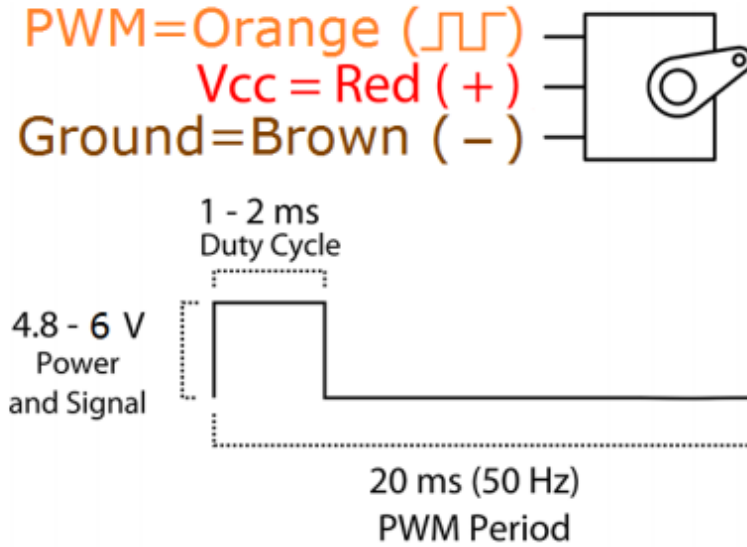 PWM=Orange (⎍⎍)
Vcc = Red ( + )
Ground=Brown ( – )
1 - 2 ms
Duty Cycle
4.8 - 6 V
Power
and Signal
20 ms (50 Hz)
PWM Period